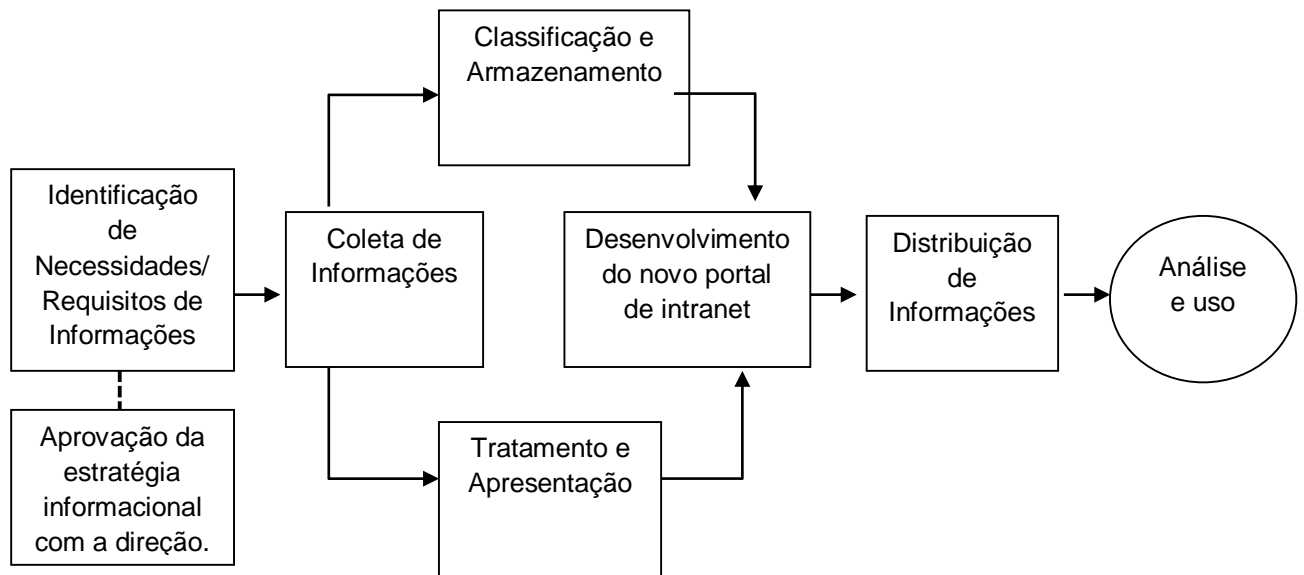 Classificação e
Armazenamento
Identificação
de
Necessidades/
Requisitos de
Informações
Coleta de
Informações
Desenvolvimento
do novo portal
de intranet
Distribuição
de
Informações
Análise
e uso
Aprovação da
estratégia
informacional
com a direção.
Tratamento e
Apresentação